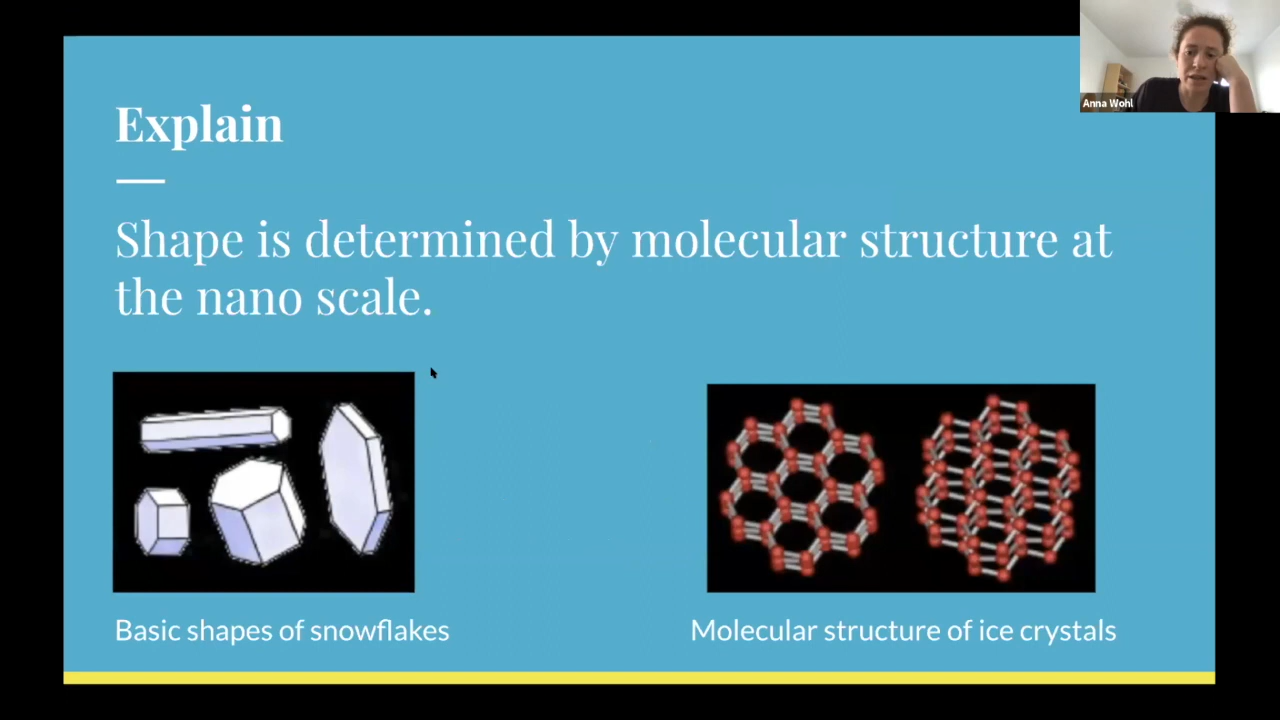 Anna Wohl
Explain
Shape is determined by molecular structure at
the nano scale.
Basic shapes of snowflakes
Molecular structure of ice crystals